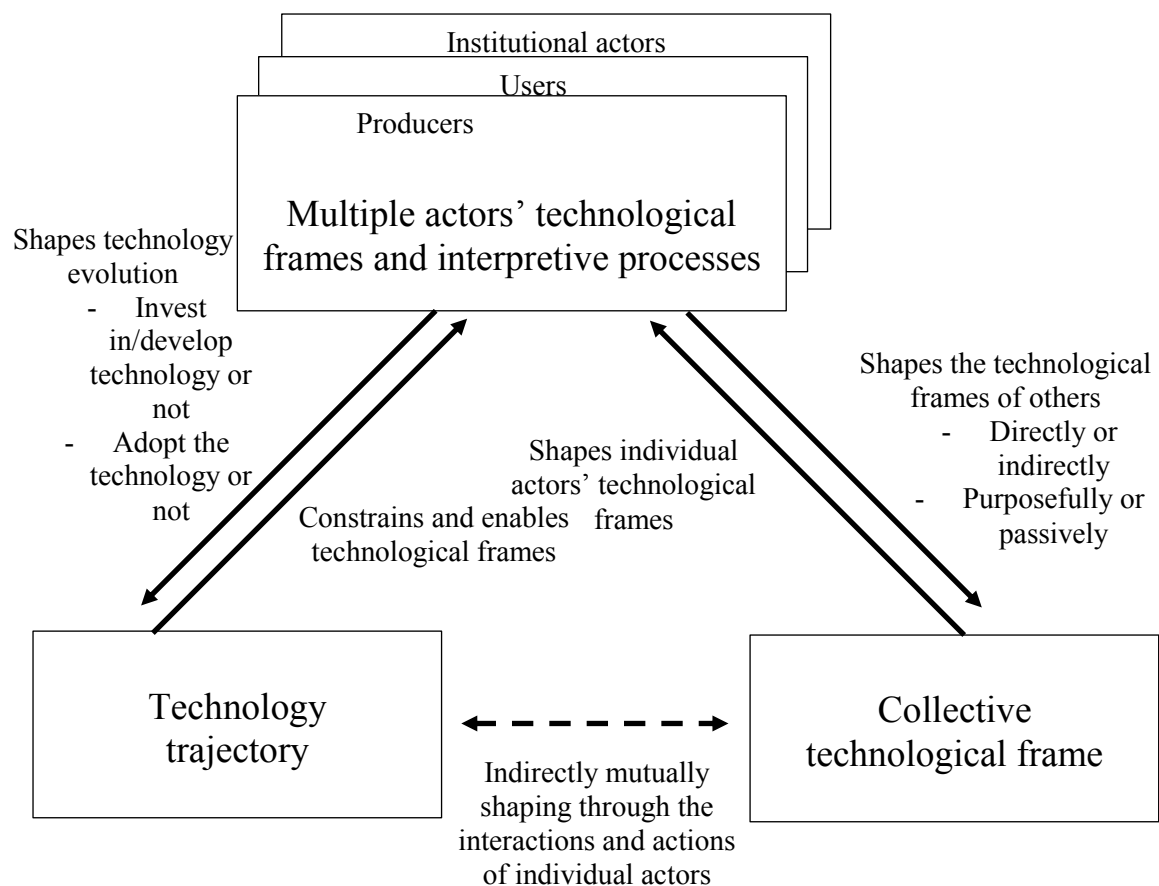 Institutional actors
Users
Producers
Multiple actors’ technological
frames and interpretive processes
Shapes technology
evolution
- Invest
in/develop
technology or
not
- Adopt the
technology or
not
Constrains and enables
technological frames
Shapes individual
actors’ technological
frames
Shapes the technological
frames of others
- Directly or
indirectly
- Purposefully or
passively
Technology
trajectory
Indirectly mutually
shaping through the
interactions and actions
of individual actors
Collective
technological frame